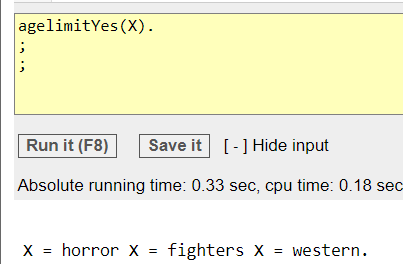 agelimitYes(X).
;
;
Run it (F8) Save it [ - ] Hide input
Absolute running time: 0.33 sec, cpu time: 0.18 sec
X = horror X = fighters X = western.